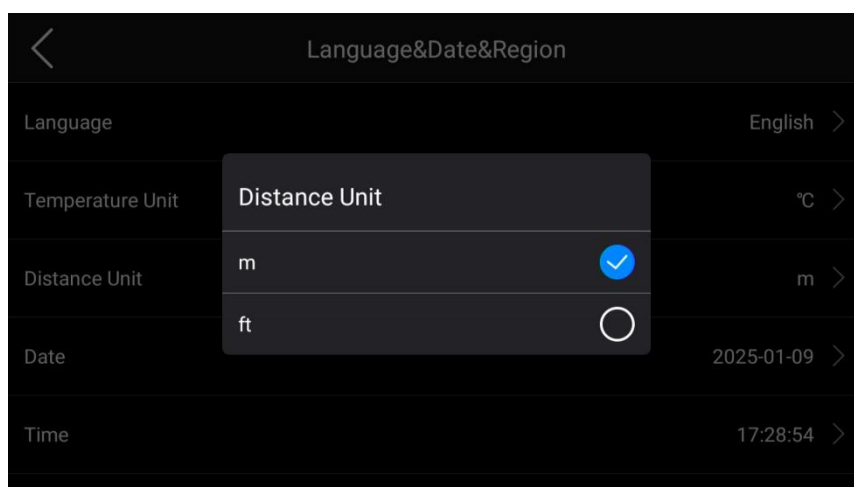 Language&Date&Region
Language English
Temperature Unit ℃
Distance Unit
m
ft
Distance Unit m
Date 2025-01-09
Time 17:28:54